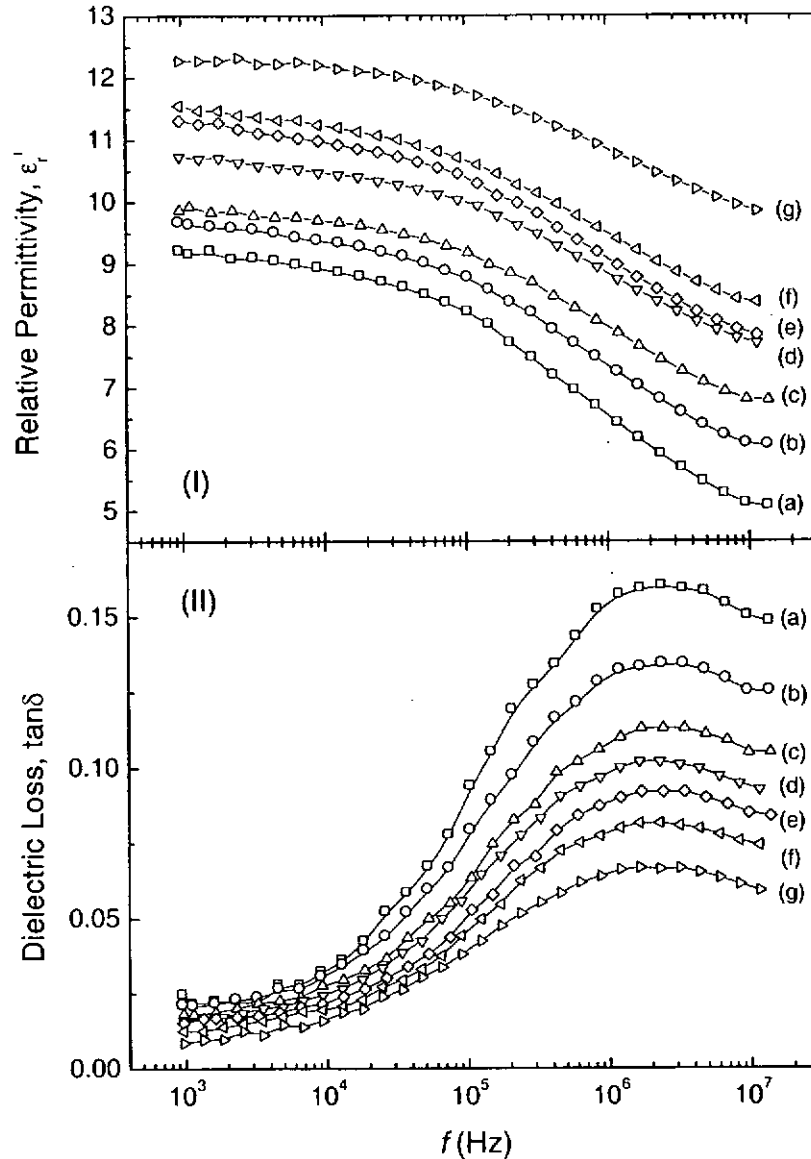 13
12
11
10
9
8
7
6
5
Relative Permittivity, εr'
(I)
(g)
(f)
(e)
(d)
(c)
(b)
(a)
0.15
0.10
0.05
0.00
Dielectric Loss, tanδ
(II)
(a)
(b)
(c)
(d)
(e)
(f)
(g)
10³ 10⁴ 10⁵ 10⁶ 10⁷
f (Hz)